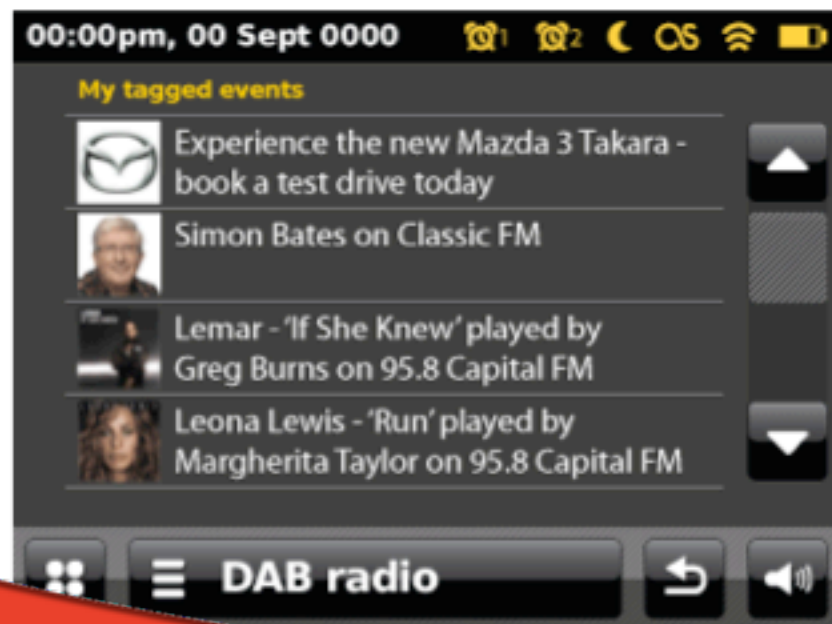 00:00pm, 00 Sept 0000 1 2
My tagged events
Experience the new Mazda 3 Takara -
book a test drive today
Simon Bates on Classic FM
Lemar - ‘If She Knew’ played by
Greg Burns on 95.8 Capital FM
Leona Lewis - ‘Run’ played by
Margherita Taylor on 95.8 Capital FM
DAB radio